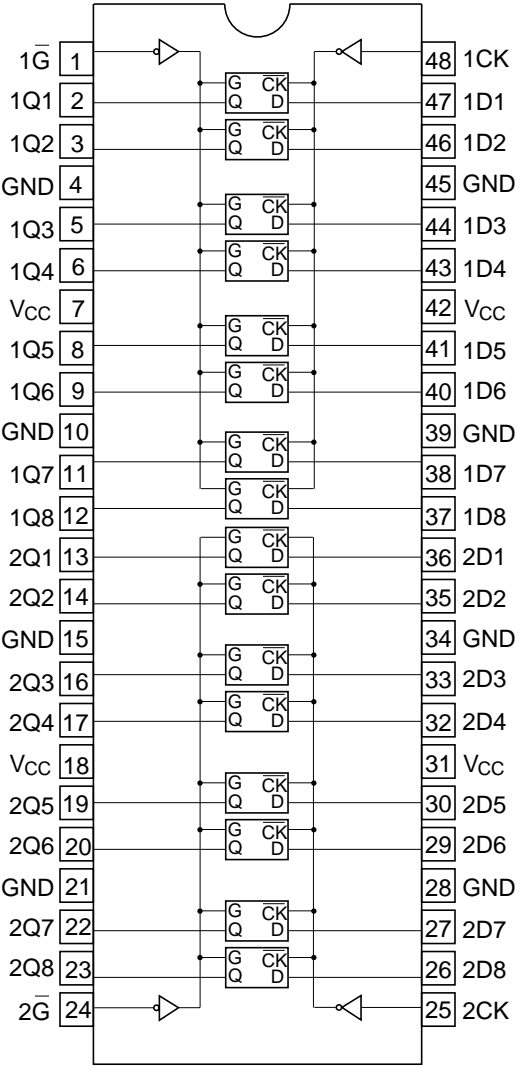 1G̅ 1 48 1CK
G C̅K̅
1Q1 2 Q D 47 1D1
G C̅K̅
1Q2 3 Q D 46 1D2
GND 4 45 GND
G C̅K̅
1Q3 5 Q D 44 1D3
G C̅K̅
1Q4 6 Q D 43 1D4
VCC 7 42 VCC
G C̅K̅
1Q5 8 Q D 41 1D5
G C̅K̅
1Q6 9 Q D 40 1D6
GND 10 39 GND
G C̅K̅
1Q7 11 Q D 38 1D7
G C̅K̅
1Q8 12 Q D 37 1D8
G C̅K̅
2Q1 13 Q D 36 2D1
G C̅K̅
2Q2 14 Q D 35 2D2
GND 15 34 GND
G C̅K̅
2Q3 16 Q D 33 2D3
G C̅K̅
2Q4 17 Q D 32 2D4
VCC 18 31 VCC
G C̅K̅
2Q5 19 Q D 30 2D5
G C̅K̅
2Q6 20 Q D 29 2D6
GND 21 28 GND
G C̅K̅
2Q7 22 Q D 27 2D7
G C̅K̅
2Q8 23 Q D 26 2D8
2G̅ 24 25 2CK